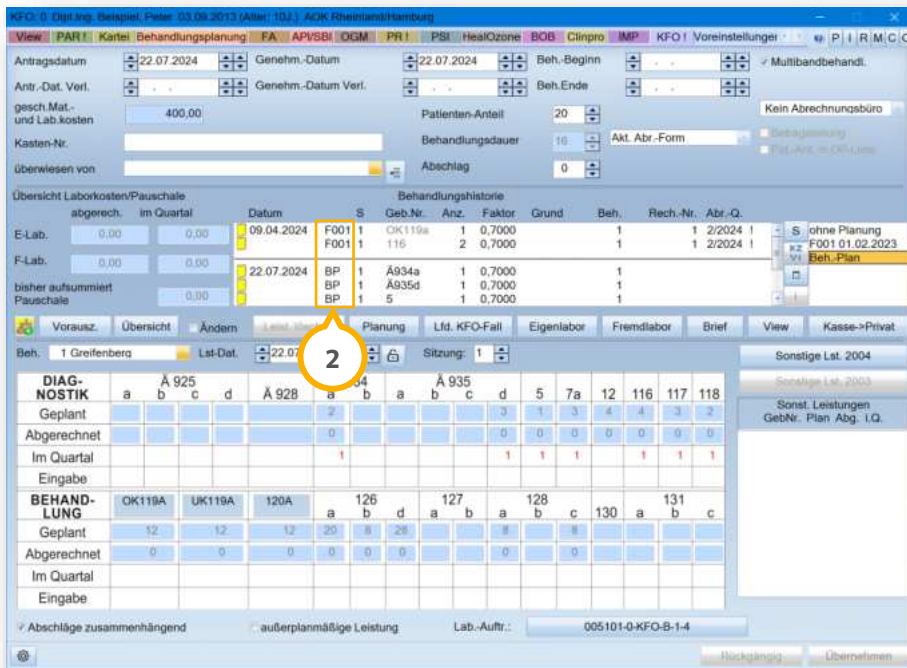 KFO: 0 Dipl.Ing. Beispiel, Peter 03.09.2013 (Alter: 10J.) AOK Rheinland/Hamburg
View PAR! Kartei Behandlungsplanung FA API/SBI OGM PR! PSI HealOzone BOB Clinpro IMP KFO! Voreinstellungen P I R M C
Antragsdatum 22.07.2024 Genehm.-Datum 22.07.2024 Beh.-Beginn . . Multibandbehandl.
Antr.-Dat. Verl. . . Genehm.-Datum Verl. . . Beh.Ende . .
gesch.Mat.- und Lab.kosten 400,00 Patienten-Anteil 20 Kein Abrechnungsbüro
Kasten-Nr. Behandlungsdauer 16 Akt. Abr.-Form
überwiesen von Abschlag 0
Übersicht Laborkosten/Pauschale Behandlungshistorie
abgerech. im Quartal Datum S Geb.Nr. Anz. Faktor Grund Beh. Rech.-Nr. Abr.-Q.
E-Lab. 0,00 0,00 09.04.2024 F001 1 OK119a 1 0,7000 1 1 2/2024 ! S ohne Planung
F001 1 116 2 0,7000 1 1 2/2024 ! KZ VI F001 01.02.2023
F-Lab. 0,00 0,00 Beh.-Plan
22.07.2024 BP 1 Ä934a 1 0,7000 1
bisher aufsummiert BP 1 Ä935d 1 0,7000 1
Pauschale 0,00 BP 1 5 1 0,7000 1
Vorausz. Übersicht Ändern Planung Lfd. KFO-Fall Eigenlabor Fremdlabor Brief View Kasse->Privat
Beh. 1 Greifenberg Lst-Dat. 22.07 2 Sitzung: 1 Sonstige Lst. 2004
Sonstige Lst. 2003
DIAG-NOSTIK Ä 925 a b c d Ä 928 a b Ä 935 a b c d 5 7a 12 116 117 118
Sonst. Leistungen
GebNr. Plan Abg. I.Q.
Geplant 2 3 1 3 4 4 3 2
Abgerechnet 0 0 0 0 0 0 0 0
Im Quartal 1 1 1 1 1 1 1
Eingabe
BEHAND-LUNG OK119A UK119A 120A 126 a b d 127 a b 128 a b c 130 131 a b c
Geplant 12 12 12 20 8 28 8 8
Abgerechnet 0 0 0 0 0 0 0 0
Im Quartal
Eingabe
Abschläge zusammenhängend außerplanmäßige Leistung Lab.-Auftr.: 005101-0-KFO-B-1-4
Rückgängig Übernehmen